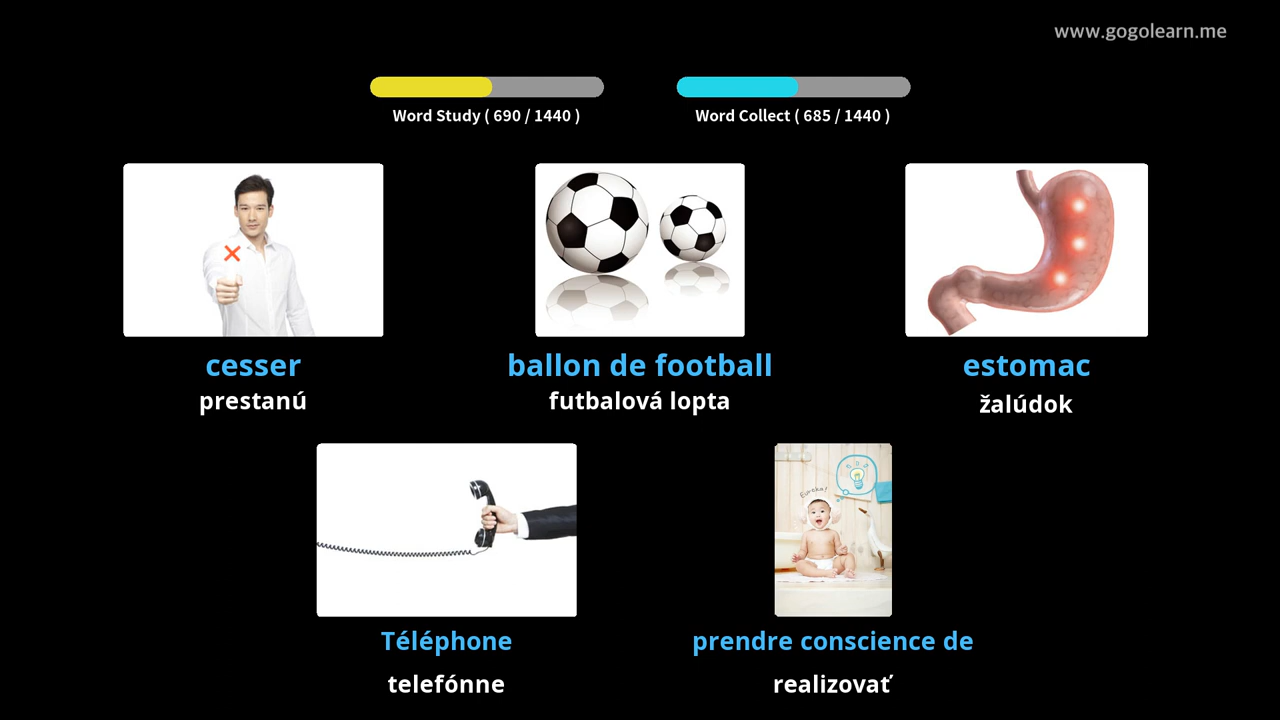 www.gogolearn.me
Word Study ( 690 / 1440 )
Word Collect ( 685 / 1440 )
cesser
prestanú
ballon de football
futbalová lopta
estomac
žalúdok
Eureka!
Téléphone
telefónne
prendre conscience de
realizovať